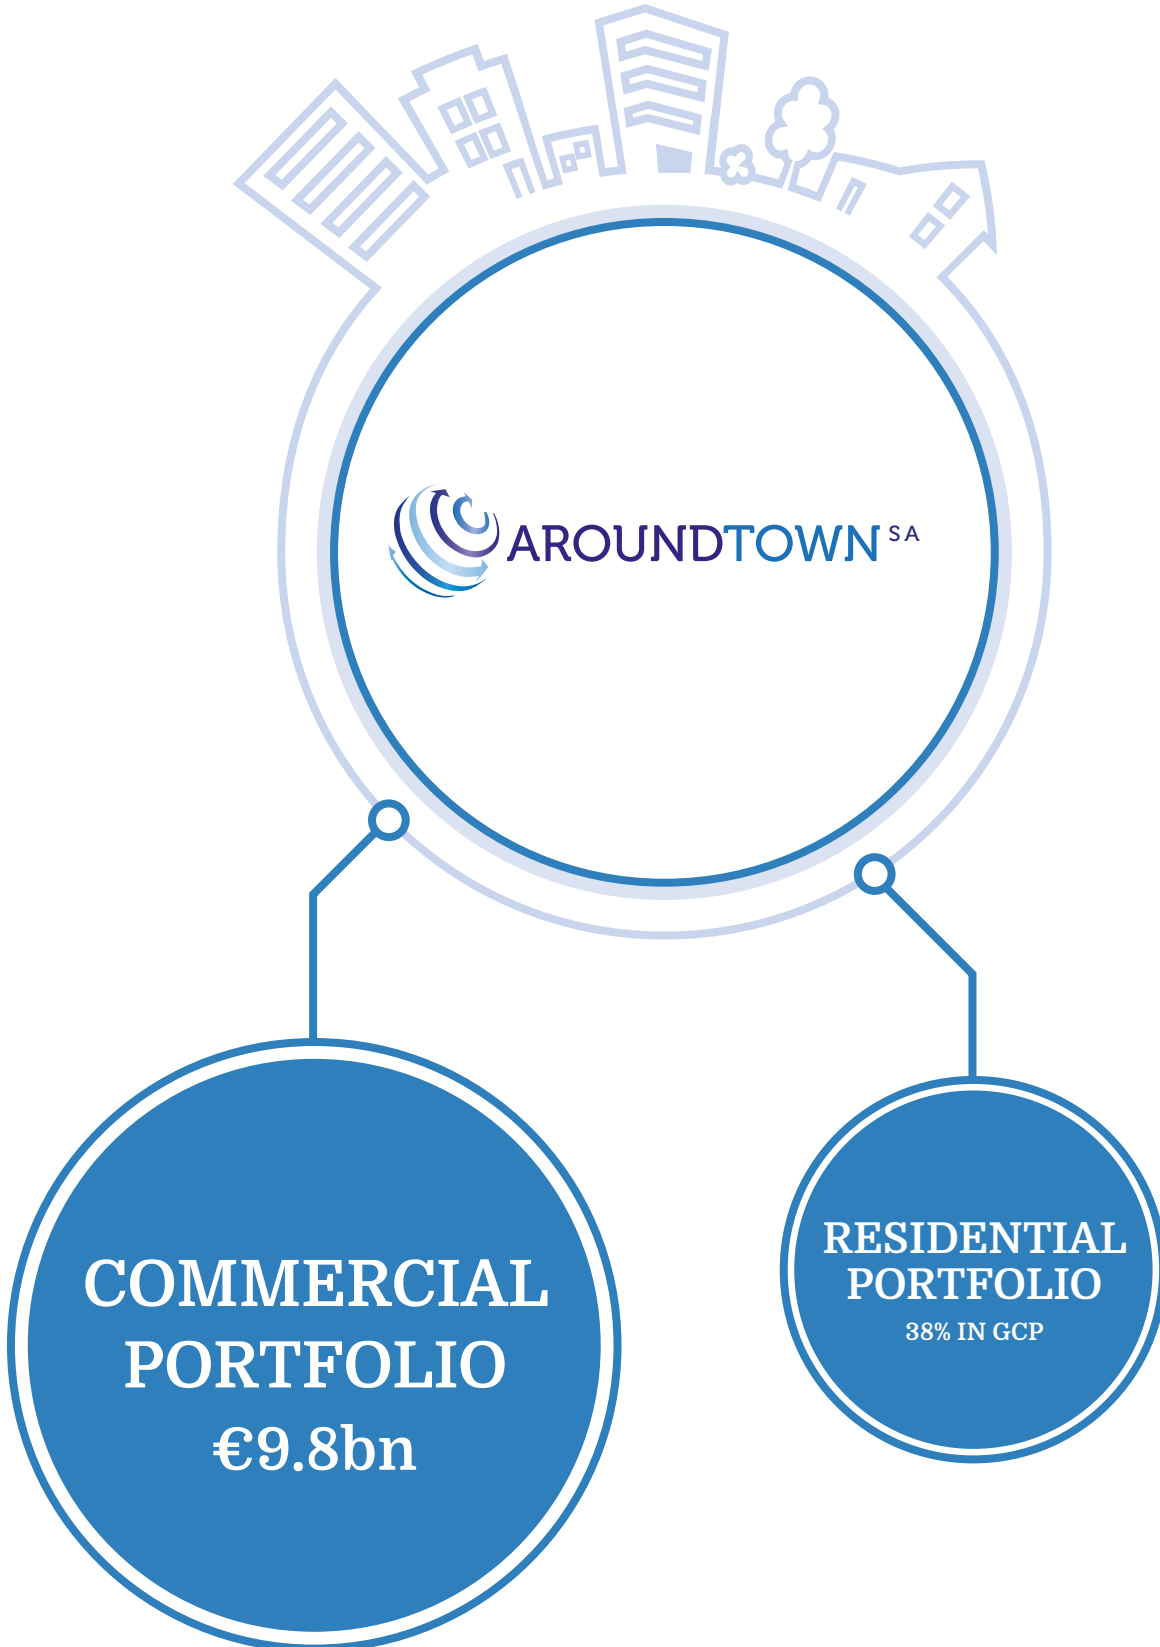 AROUNDTOWN SA
COMMERCIAL
PORTFOLIO
€9.8bn
RESIDENTIAL
PORTFOLIO
38% IN GCP